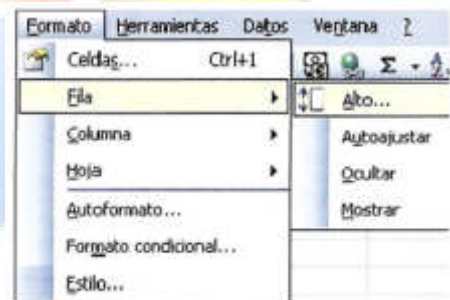 Formato Herramientas Datos Ventana ?
Celdas... Ctrl+1
Fila
Columna
Hoja
Autoformato...
Formato condicional...
Estilo...
Alto...
Autoajustar
Ocultar
Mostrar